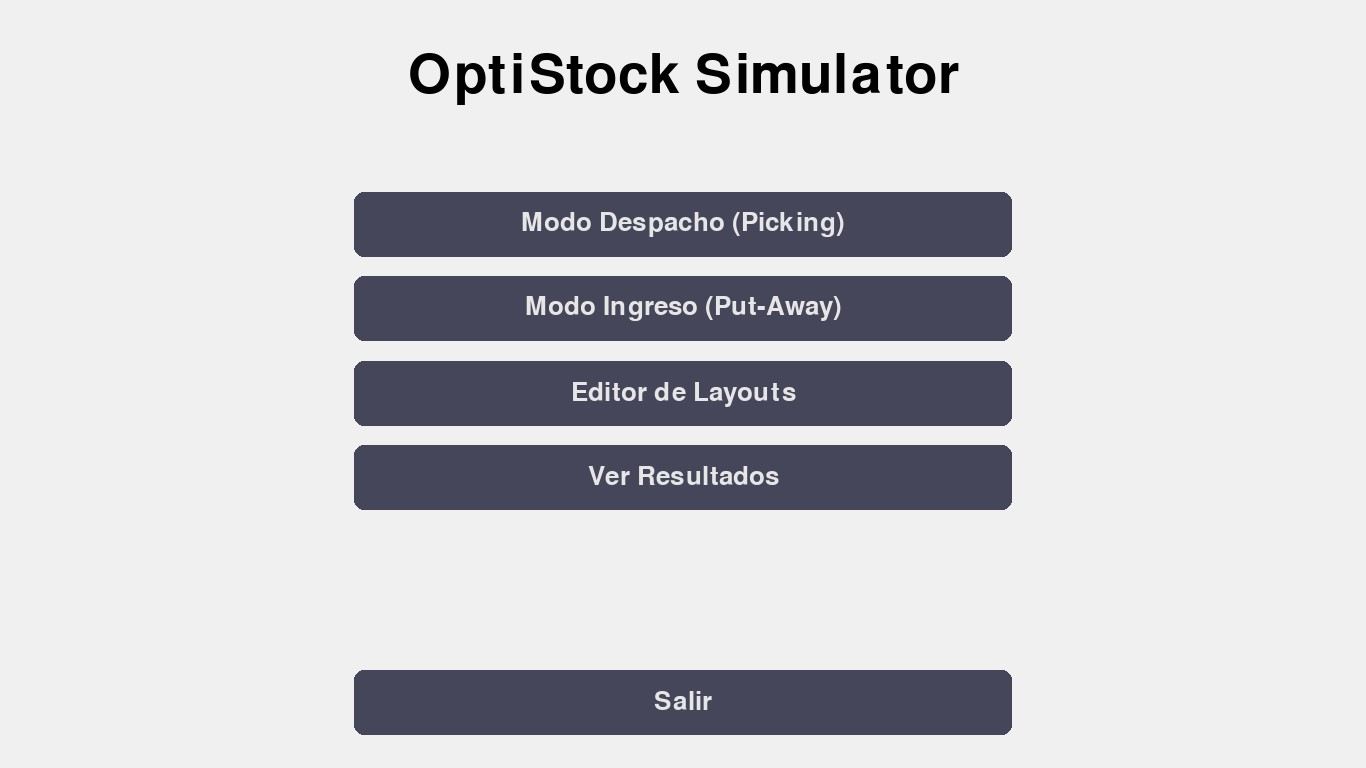 OptiStock Simulator
Modo Despacho (Picking)
Modo Ingreso (Put-Away)
Editor de Layouts
Ver Resultados
Salir